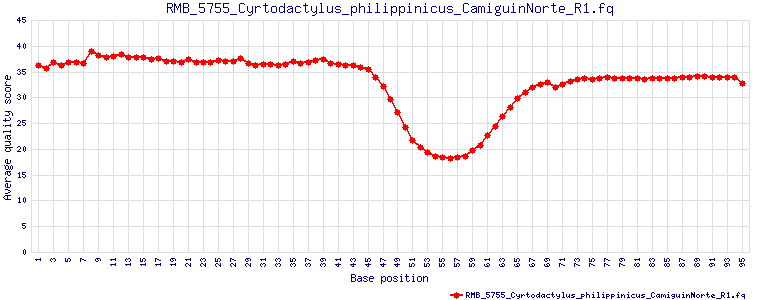 RMB_5755_Cyrtodactylus_philippinicus_CamiguinNorte_R1.fq
Average quality score
45
40
35
30
25
20
15
10
5
0
1 3 5 7 9 11 13 15 17 19 21 23 25 27 29 31 33 35 37 39 41 43 45 47 49 51 53 55 57 59 61 63 65 67 69 71 73 75 77 79 81 83 85 87 89 91 93 95
Base position
RMB_5755_Cyrtodactylus_philippinicus_CamiguinNorte_R1.fq